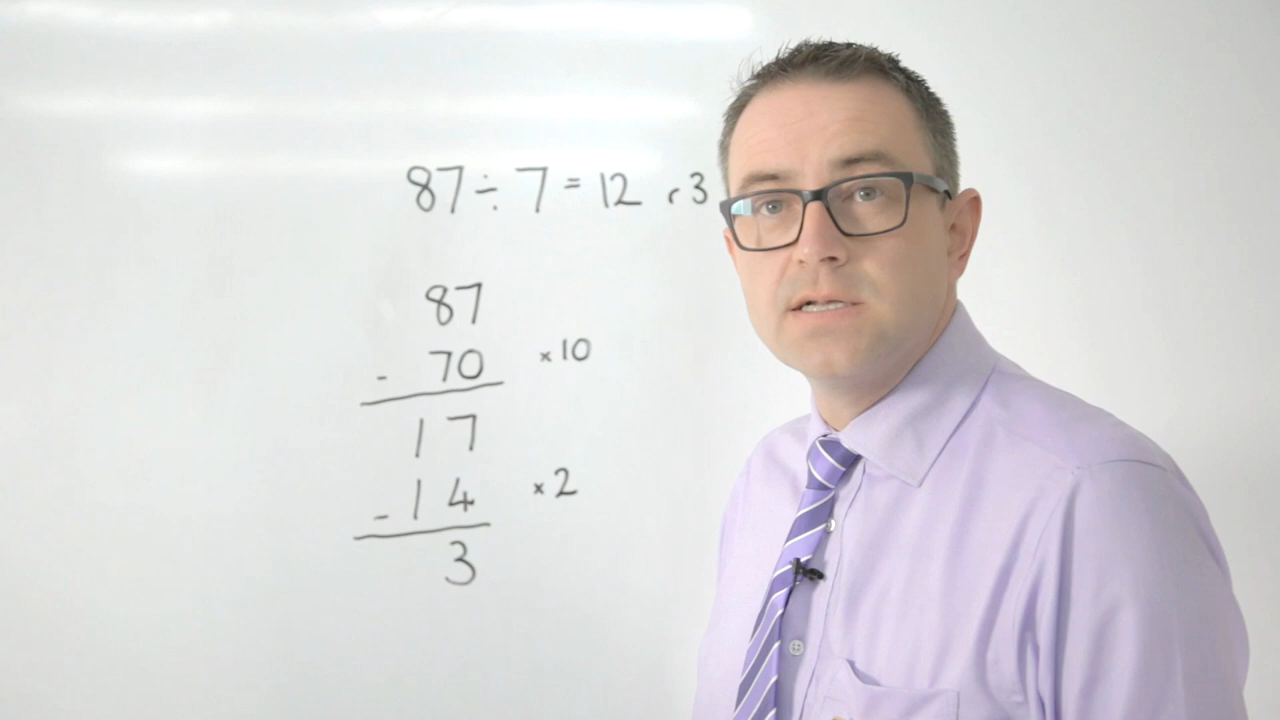 87 ÷ 7 = 12 r 3
87
- 70 ×10
17
- 14 ×2
3